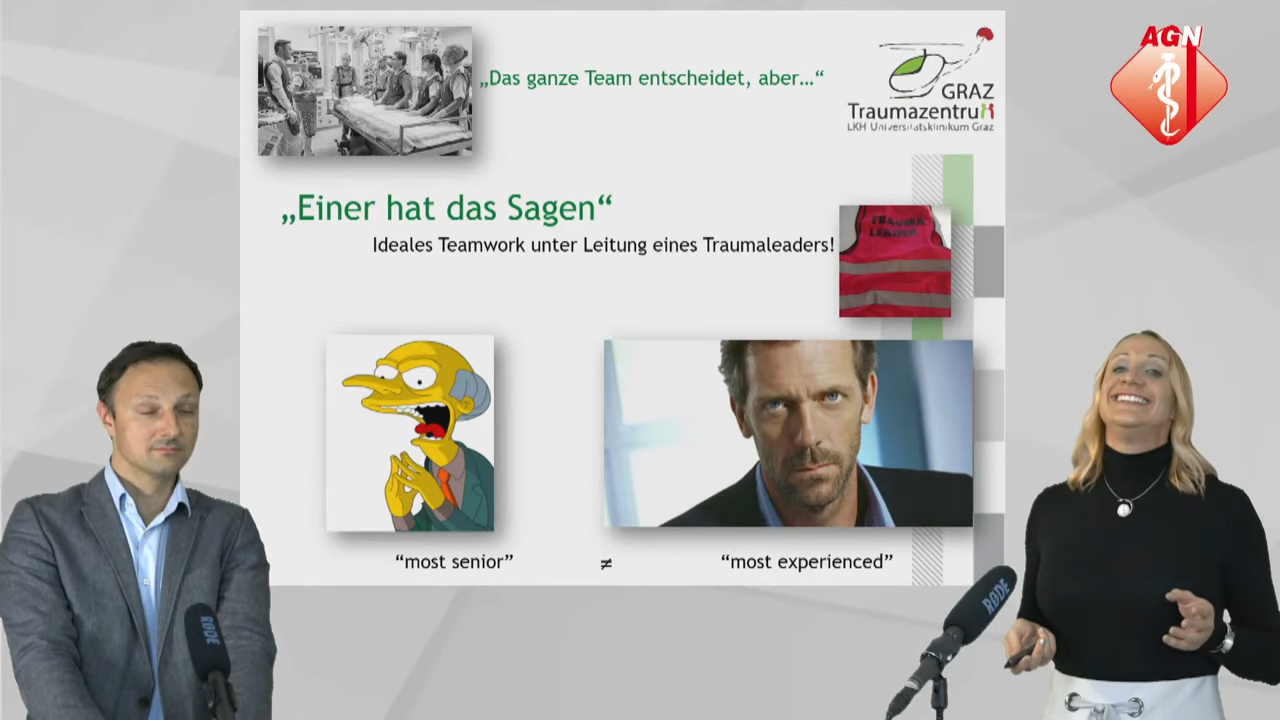 AGN
„Das ganze Team entscheidet, aber…“
GRAZ
Traumazentrum
LKH Universitätsklinikum Graz
„Einer hat das Sagen“
Ideales Teamwork unter Leitung eines Traumaleaders!
TRAUMA
LEADER
“most senior”
≠
“most experienced”
RØDE
RØDE